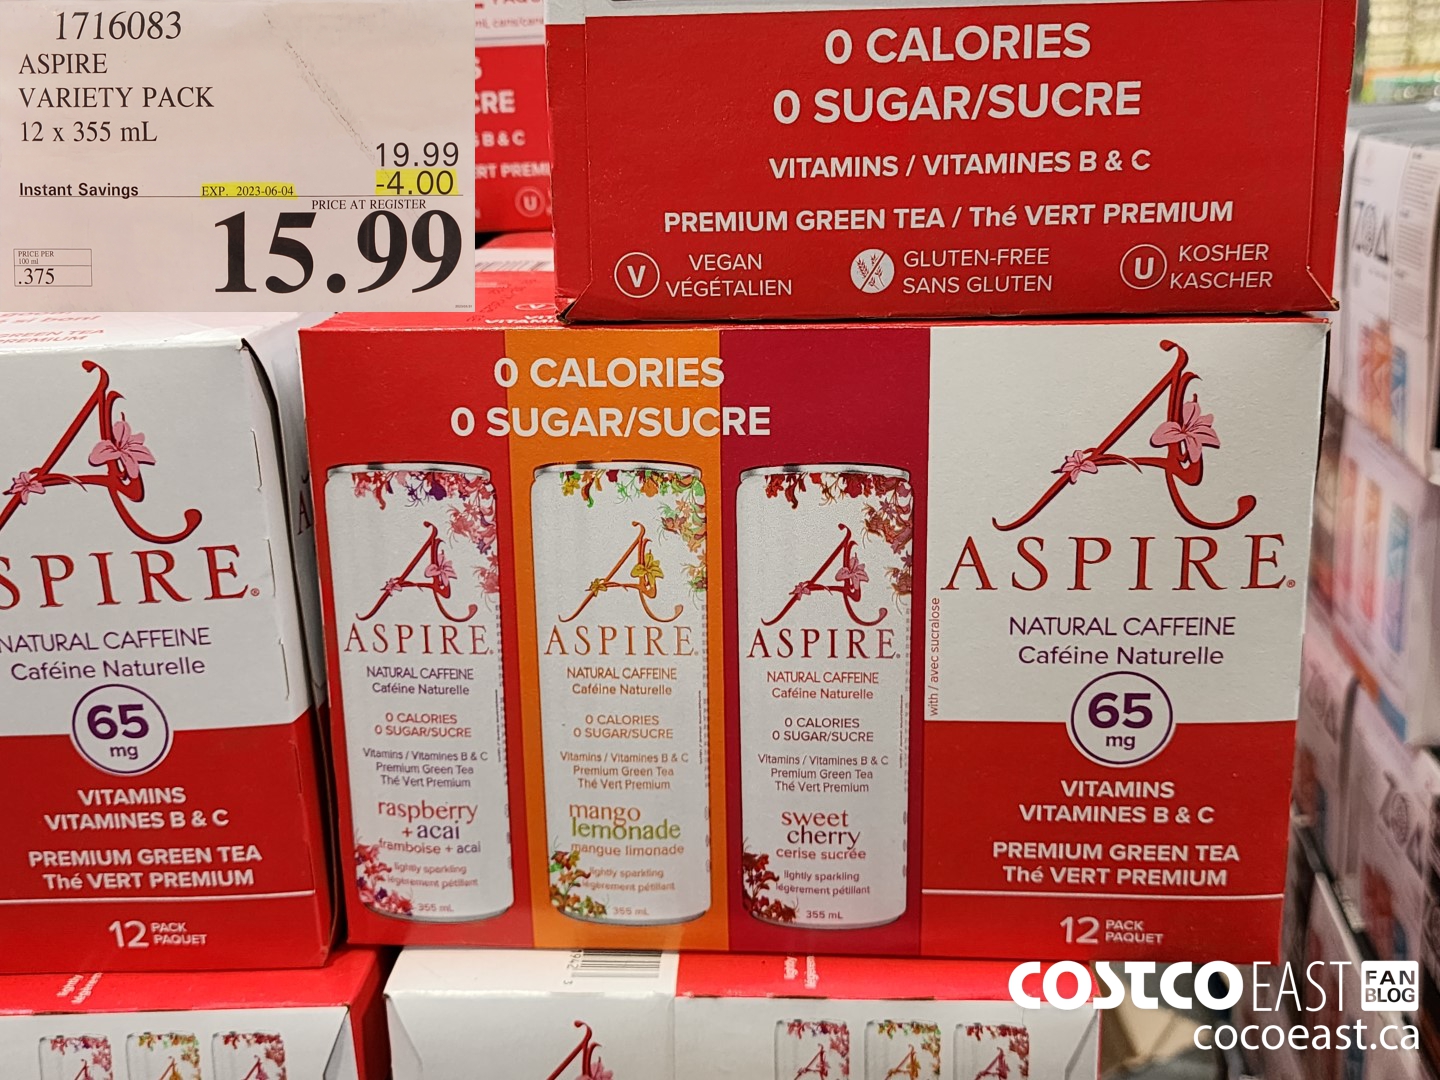 1716083
ASPIRE
VARIETY PACK
12 x 355 mL
19.99
Instant Savings EXP. 2023-06-04 -4.00
PRICE AT REGISTER
15.99
PRICE PER
100 ml
.375
CRE
B & C
RT PREMI
0 CALORIES
0 SUGAR/SUCRE
VITAMINS / VITAMINES B & C
PREMIUM GREEN TEA / Thé VERT PREMIUM
V VEGAN
VÉGÉTALIEN
GLUTEN-FREE
SANS GLUTEN
U KOSHER
KASCHER
SPIRE®
NATURAL CAFFEINE
Caféine Naturelle
65
mg
VITAMINS
VITAMINES B & C
PREMIUM GREEN TEA
Thé VERT PREMIUM
12 PACK
PAQUET
0 CALORIES
0 SUGAR/SUCRE
ASPIRE®
NATURAL CAFFEINE
Caféine Naturelle
0 CALORIES
0 SUGAR/SUCRE
Vitamins / Vitamines B & C
Premium Green Tea
Thé Vert Premium
raspberry
+ acai
framboise + acai
lightly sparkling
légèrement pétillant
355 mL
ASPIRE®
NATURAL CAFFEINE
Caféine Naturelle
0 CALORIES
0 SUGAR/SUCRE
Vitamins / Vitamines B & C
Premium Green Tea
Thé Vert Premium
mango
lemonade
mangue limonade
lightly sparkling
légèrement pétillant
355 mL
ASPIRE®
NATURAL CAFFEINE
Caféine Naturelle
0 CALORIES
0 SUGAR/SUCRE
Vitamins / Vitamines B & C
Premium Green Tea
Thé Vert Premium
sweet
cherry
cerise sucrée
lightly sparkling
légèrement pétillant
355 mL
with / avec sucralose
ASPIRE®
NATURAL CAFFEINE
Caféine Naturelle
65
mg
VITAMINS
VITAMINES B & C
PREMIUM GREEN TEA
Thé VERT PREMIUM
12 PACK
PAQUET
COSTCO EAST FAN
BLOG
cocoeast.ca